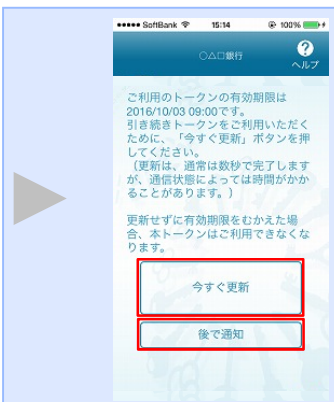 ●●●●● SoftBank 15:14 100%
○△□銀行
?
ヘルプ
ご利用のトークンの有効期限は
2016/10/03 09:00です。
引き続きトークンをご利用いただく
ために、「今すぐ更新」ボタンを押
してください。
（更新は、通常は数秒で完了します
が、通信状態によっては時間がかか
ることがあります。）
更新せずに有効期限をむかえた場
合、本トークンはご利用できなくな
ります。
今すぐ更新
後で通知